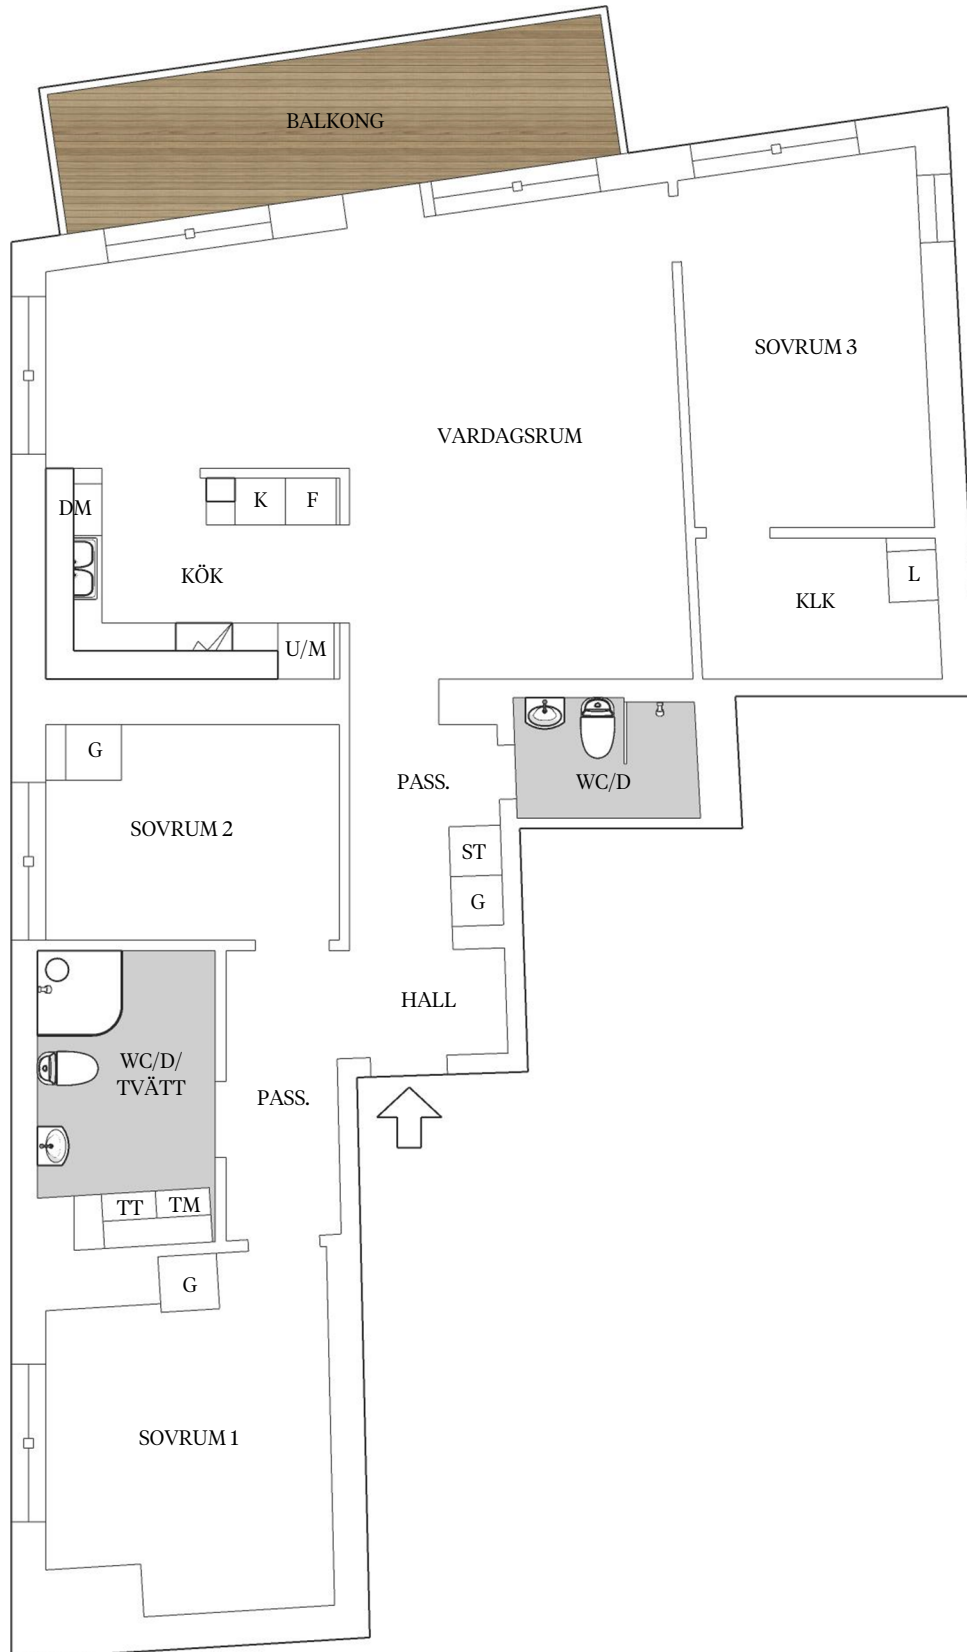 BALKONG
SOVRUM 3
VARDAGSRUM
DM
K
F
KÖK
L
KLK
U/M
G
PASS.
WC/D
SOVRUM 2
ST
G
HALL
WC/D/
TVÄTT
PASS.
TT
TM
G
SOVRUM 1